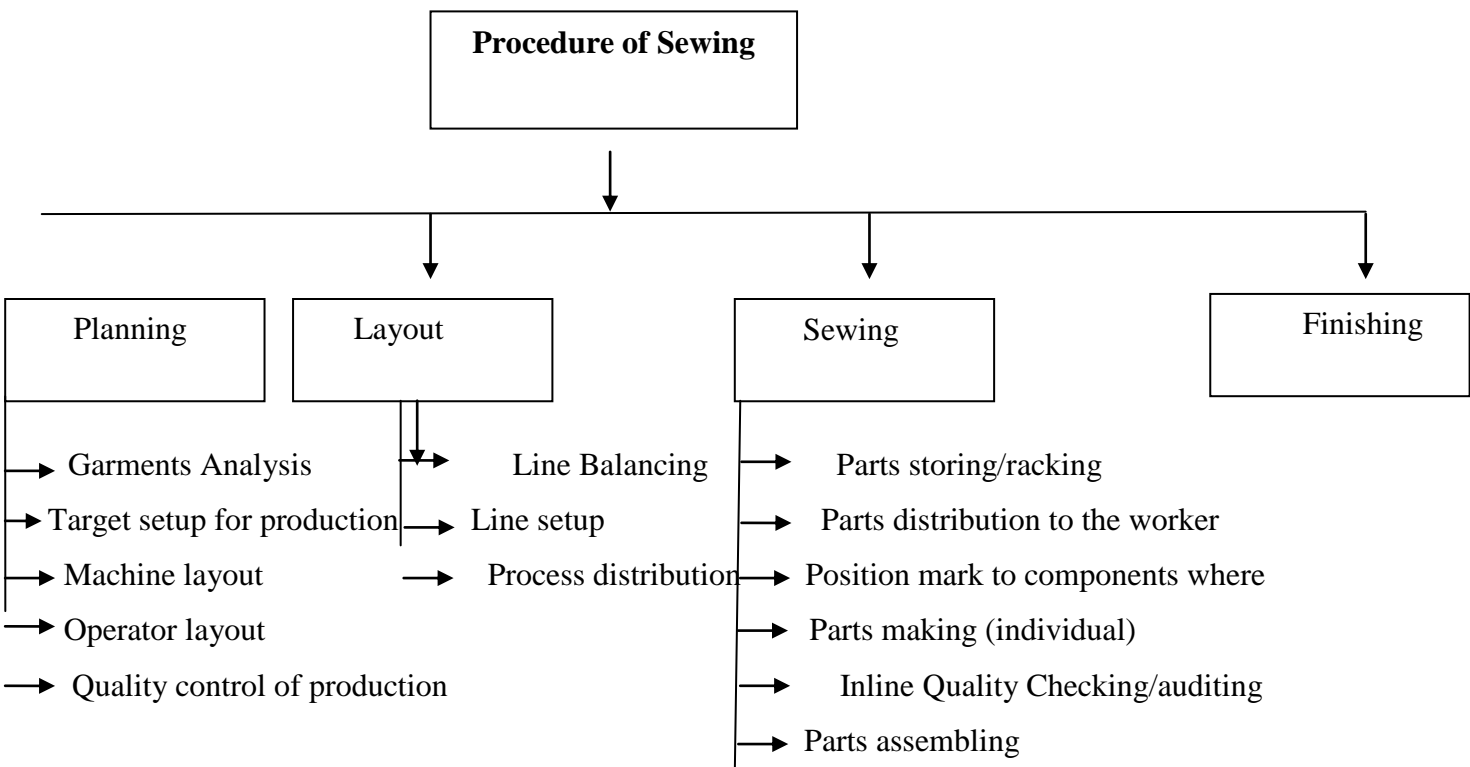 Procedure of Sewing
Planning
Layout
Sewing
Finishing
Garments Analysis
Target setup for production
Machine layout
Operator layout
Quality control of production
Line Balancing
Line setup
Process distribution
Parts storing/racking
Parts distribution to the worker
Position mark to components where
Parts making (individual)
Inline Quality Checking/auditing
Parts assembling